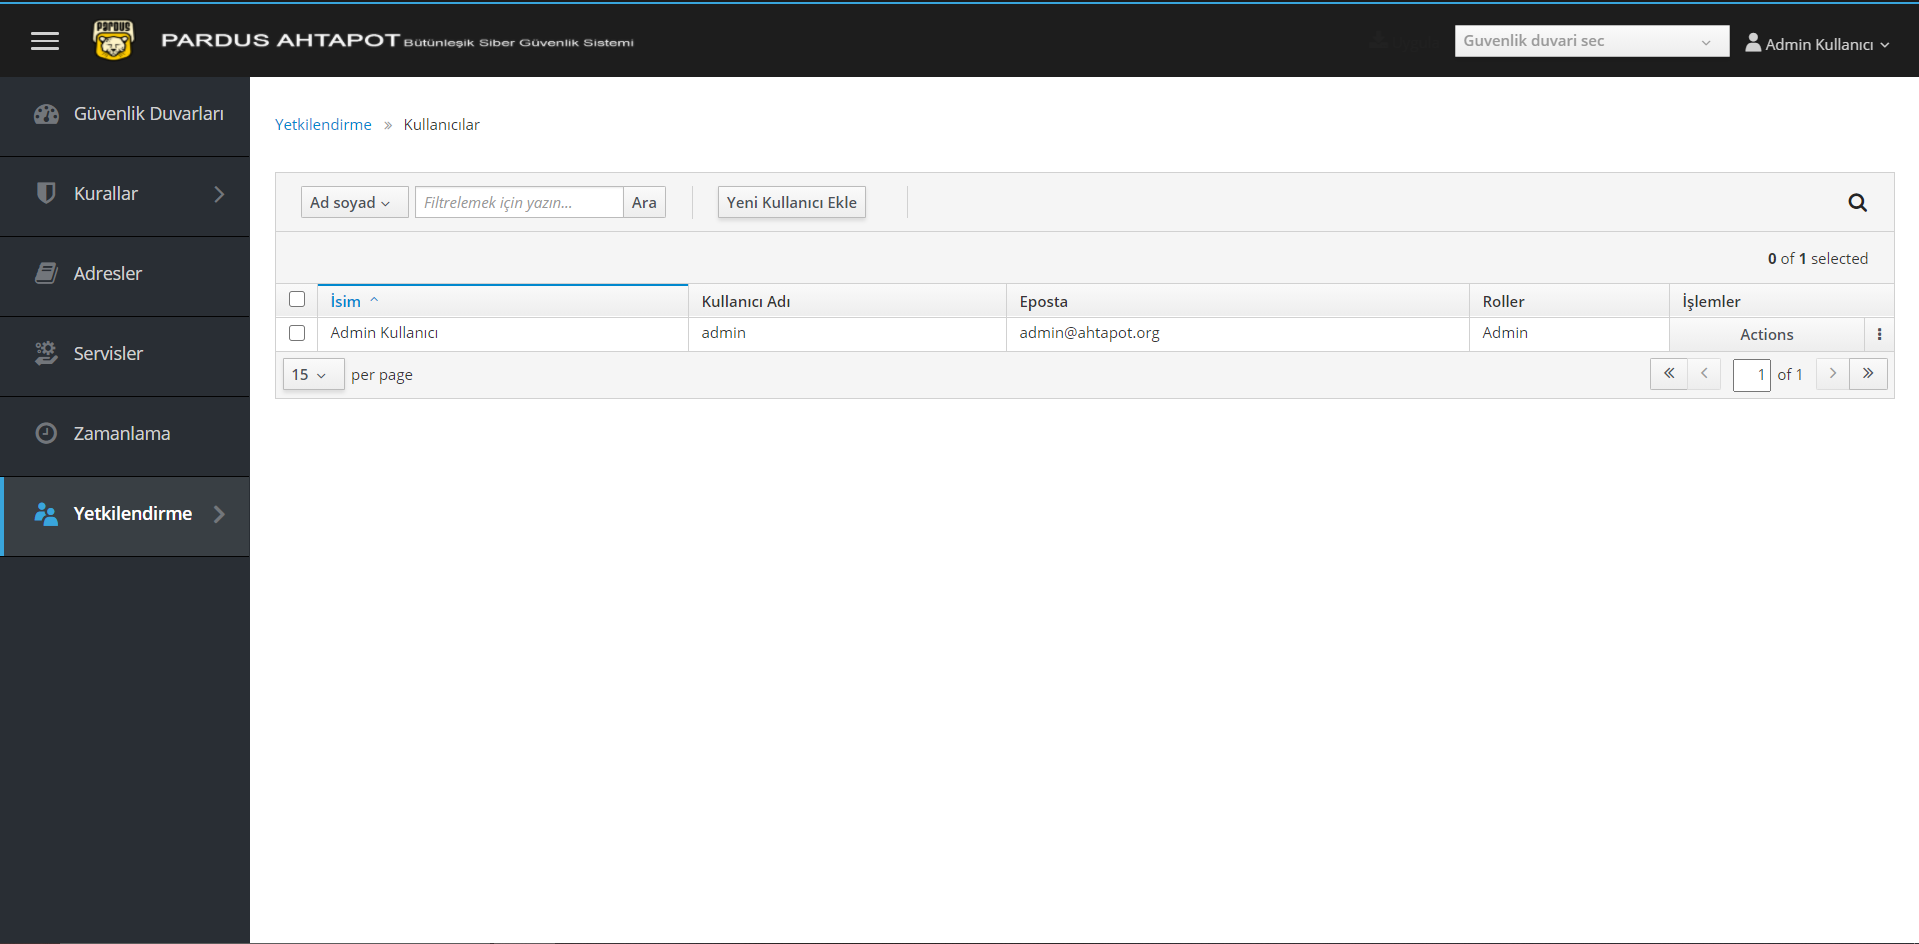 PARDUS
PARDUS AHTAPOT Bütünleşik Siber Güvenlik Sistemi
Guvenlik duvari sec
Admin Kullanıcı
Güvenlik Duvarları
Kurallar
Adresler
Servisler
Zamanlama
Yetkilendirme
Yetkilendirme » Kullanıcılar
Ad soyad
Filtrelemek için yazın...
Ara
Yeni Kullanıcı Ekle
0 of 1 selected
İsim Kullanıcı Adı Eposta Roller İşlemler
Admin Kullanıcı admin admin@ahtapot.org Admin Actions
15 per page
« < 1 of 1 > »